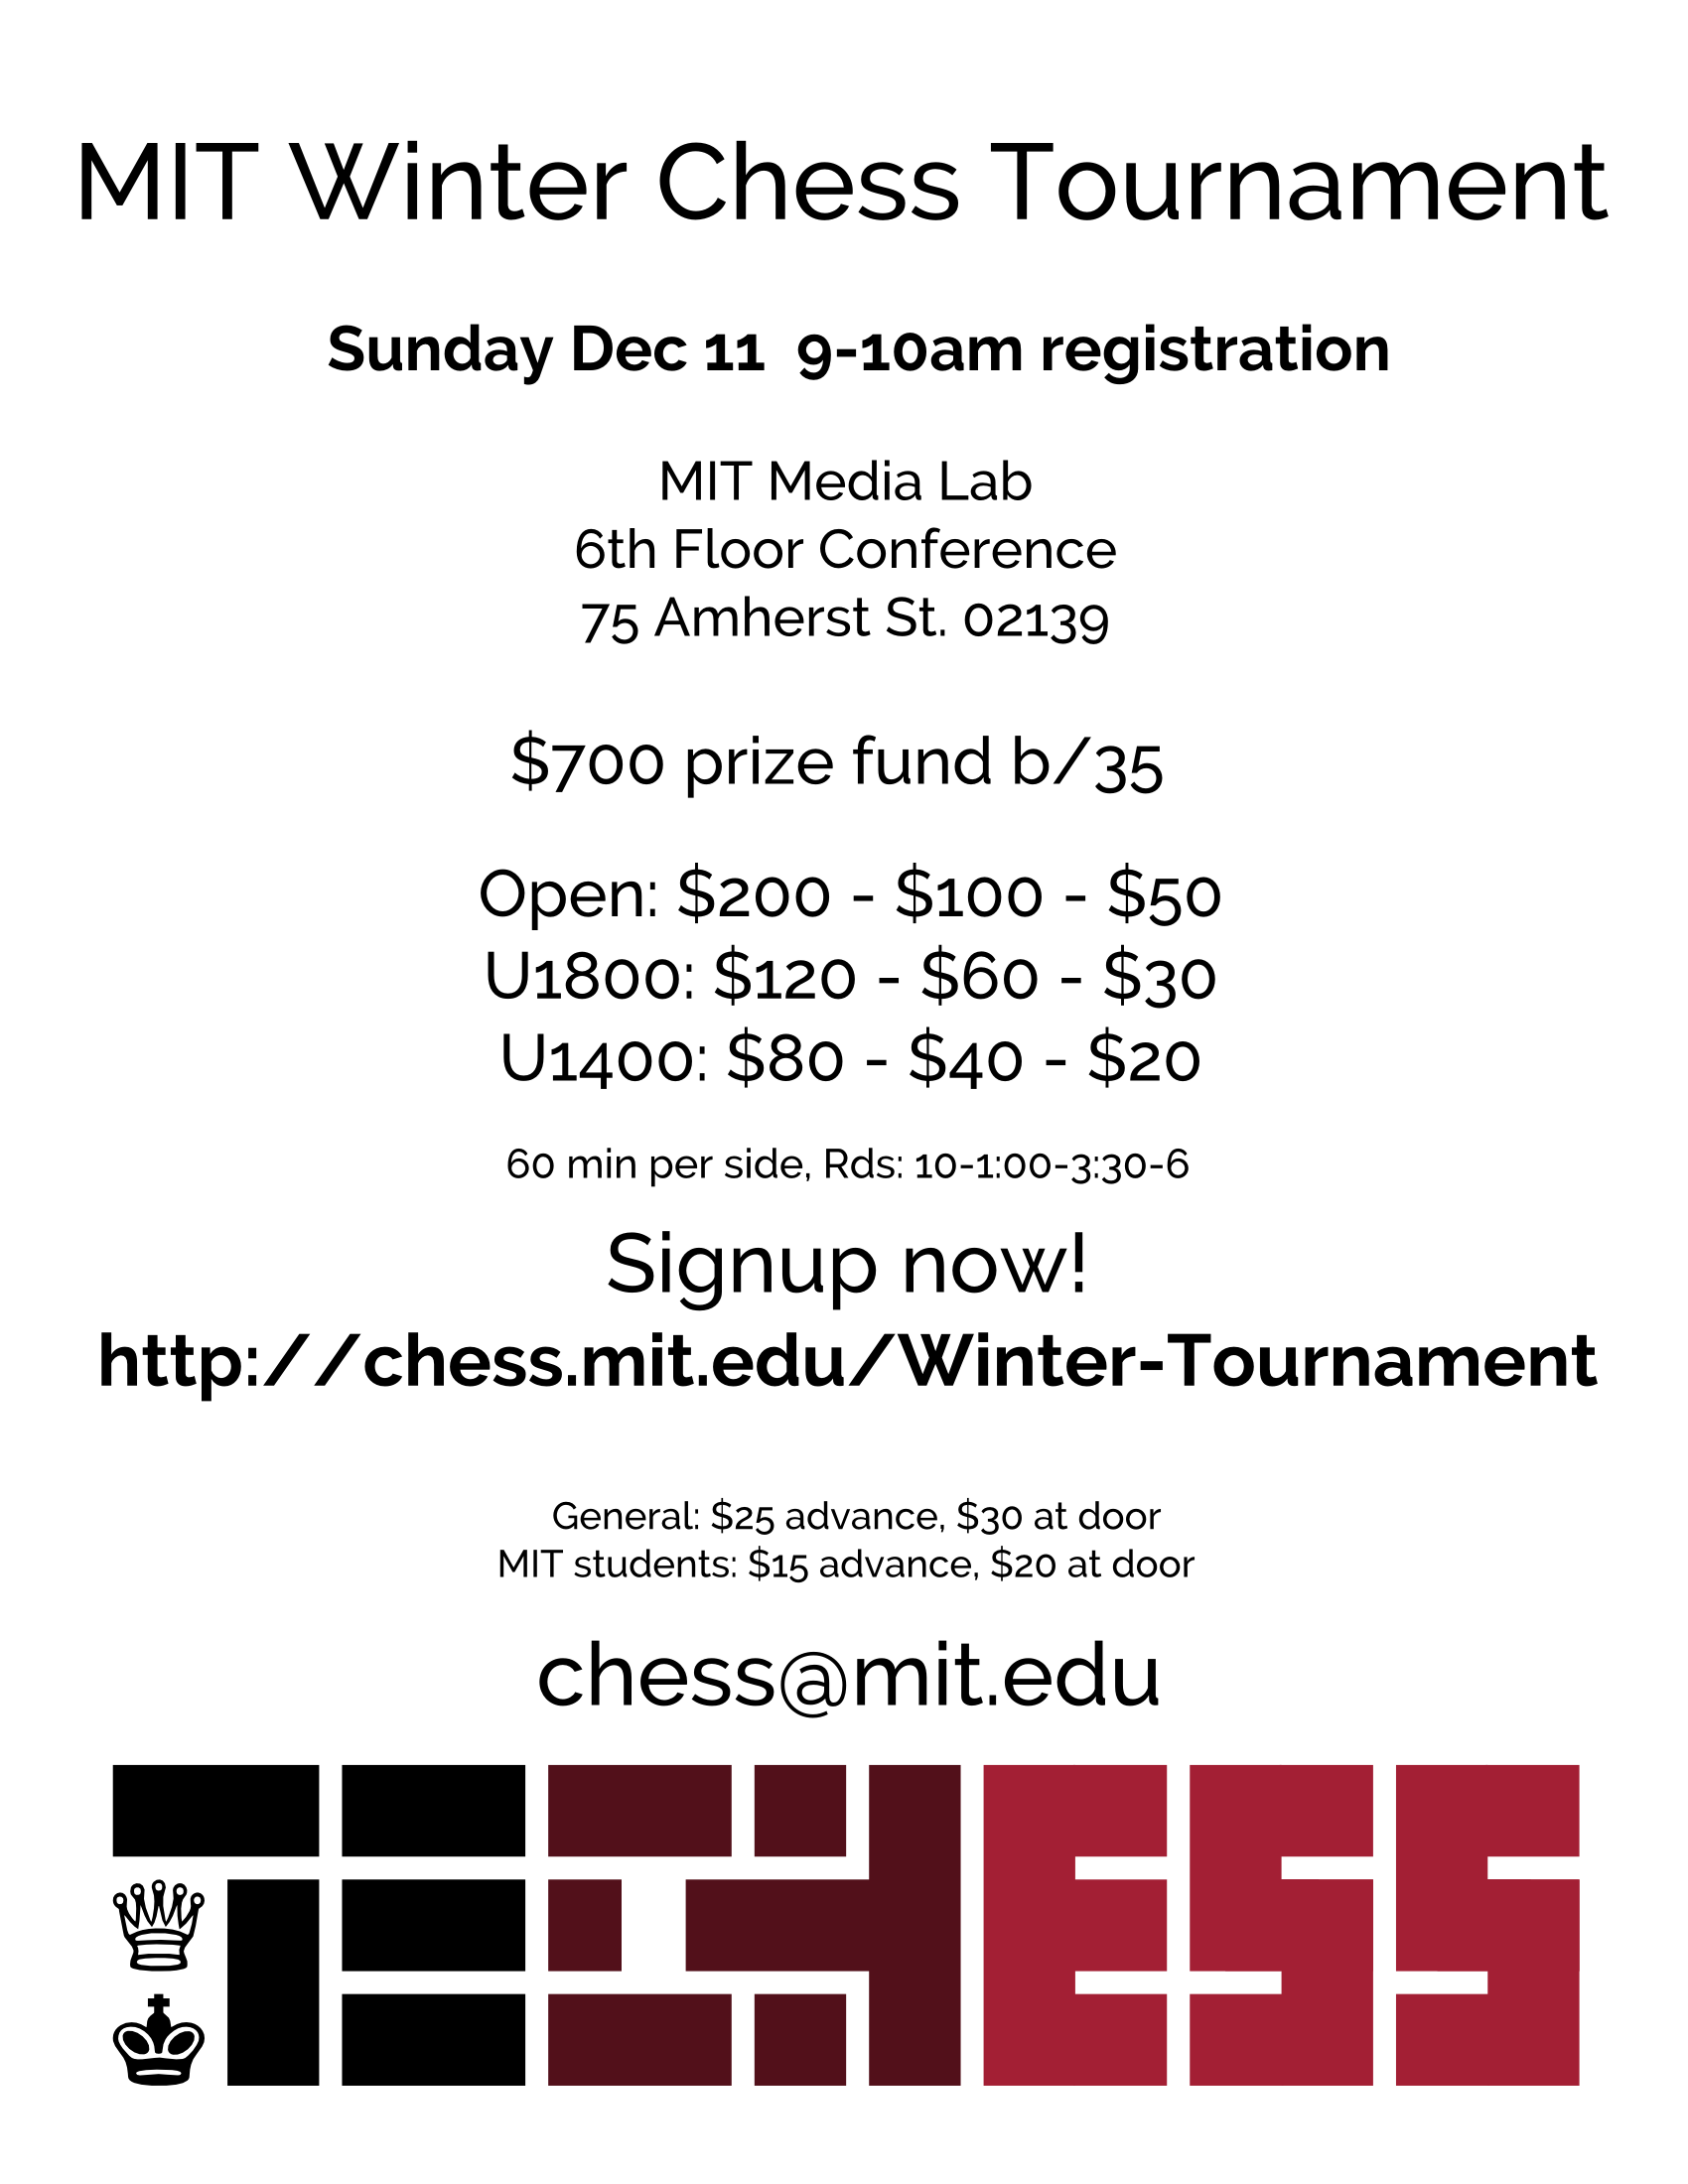 MIT Winter Chess Tournament
Sunday Dec 11  9-10am registration
MIT Media Lab
6th Floor Conference
75 Amherst St. 02139
$700 prize fund b/35
Open: $200 - $100 - $50
U1800: $120 - $60 - $30
U1400: $80 - $40 - $20
60 min per side, Rds: 10-1:00-3:30-6
Signup now!
http://chess.mit.edu/Winter-Tournament
General: $25 advance, $30 at door
MIT students: $15 advance, $20 at door
chess@mit.edu
TECHESS